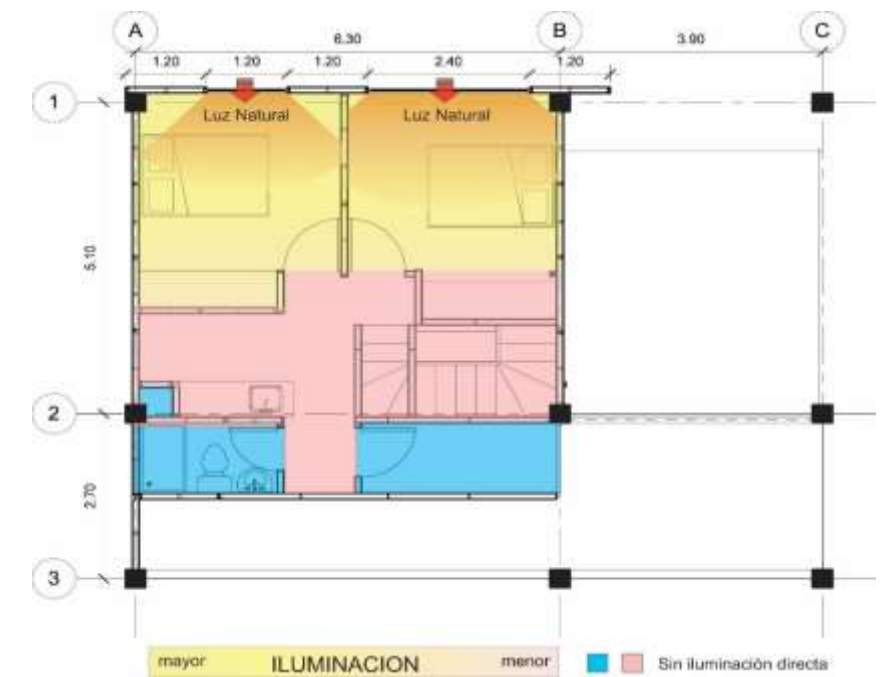 A B C
6.30 3.90
1.20 1.20 1.20 2.40 1.20
1
Luz Natural Luz Natural
5.10
2
2.70
3
mayor ILUMINACION menor
Sin iluminación directa